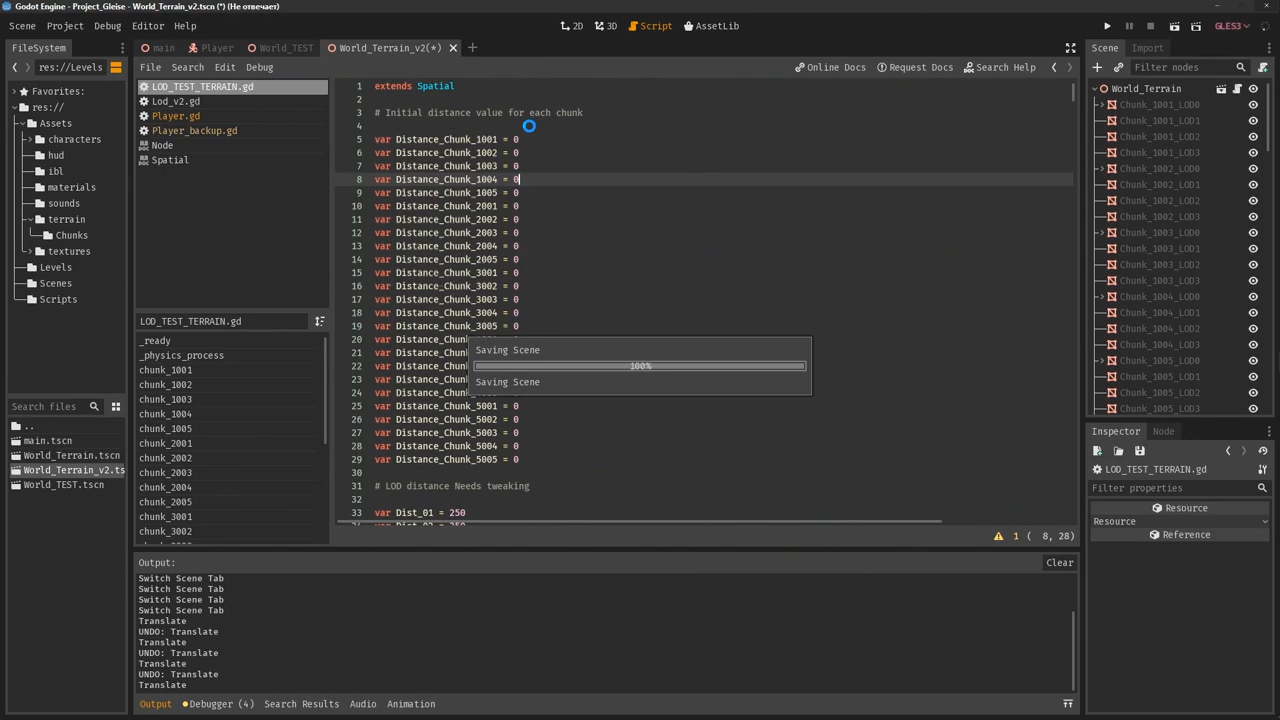 Godot Engine - Project_Gleise - World_Terrain_v2.tscn (*) (Не отвечает)
Scene Project Debug Editor Help
2D 3D Script AssetLib
GLES3
FileSystem
res://Levels
Favorites:
res://
Assets
characters
hud
ibl
materials
sounds
terrain
Chunks
textures
Levels
Scenes
Scripts
Search files
..
main.tscn
World_Terrain.tscn
World_Terrain_v2.ts
World_TEST.tscn
main Player World_TEST World_Terrain_v2(*)
File Search Edit Debug
Online Docs Request Docs Search Help
LOD_TEST_TERRAIN.gd
Lod_v2.gd
Player.gd
Player_backup.gd
Node
Spatial
LOD_TEST_TERRAIN.gd
_ready
_physics_process
chunk_1001
chunk_1002
chunk_1003
chunk_1004
chunk_1005
chunk_2001
chunk_2002
chunk_2003
chunk_2004
chunk_2005
chunk_3001
chunk_3002
1 extends Spatial
2
3 # Initial distance value for each chunk
4
5 var Distance_Chunk_1001 = 0
6 var Distance_Chunk_1002 = 0
7 var Distance_Chunk_1003 = 0
8 var Distance_Chunk_1004 = 0
9 var Distance_Chunk_1005 = 0
10 var Distance_Chunk_2001 = 0
11 var Distance_Chunk_2002 = 0
12 var Distance_Chunk_2003 = 0
13 var Distance_Chunk_2004 = 0
14 var Distance_Chunk_2005 = 0
15 var Distance_Chunk_3001 = 0
16 var Distance_Chunk_3002 = 0
17 var Distance_Chunk_3003 = 0
18 var Distance_Chunk_3004 = 0
19 var Distance_Chunk_3005 = 0
20 var Distance_Chunk
21 var Distance_Chunk
22 var Distance_Chunk
23 var Distance_Chunk
24 var Distance_Chunk
25 var Distance_Chunk_5001 = 0
26 var Distance_Chunk_5002 = 0
27 var Distance_Chunk_5003 = 0
28 var Distance_Chunk_5004 = 0
29 var Distance_Chunk_5005 = 0
30
31 # LOD distance Needs tweaking
32
33 var Dist_01 = 250
Saving Scene
100%
Saving Scene
1 ( 8, 28)
Output:
Clear
Switch Scene Tab
Switch Scene Tab
Switch Scene Tab
Switch Scene Tab
Translate
UNDO: Translate
Translate
UNDO: Translate
Translate
UNDO: Translate
Translate
Output Debugger (4) Search Results Audio Animation
Scene Import
Filter nodes
World_Terrain
Chunk_1001_LOD0
Chunk_1001_LOD1
Chunk_1001_LOD2
Chunk_1001_LOD3
Chunk_1002_LOD0
Chunk_1002_LOD1
Chunk_1002_LOD2
Chunk_1002_LOD3
Chunk_1003_LOD0
Chunk_1003_LOD1
Chunk_1003_LOD2
Chunk_1003_LOD3
Chunk_1004_LOD0
Chunk_1004_LOD1
Chunk_1004_LOD2
Chunk_1004_LOD3
Chunk_1005_LOD0
Chunk_1005_LOD1
Chunk_1005_LOD2
Chunk_1005_LOD3
Inspector Node
LOD_TEST_TERRAIN.gd
Filter properties
Resource
Resource
Reference